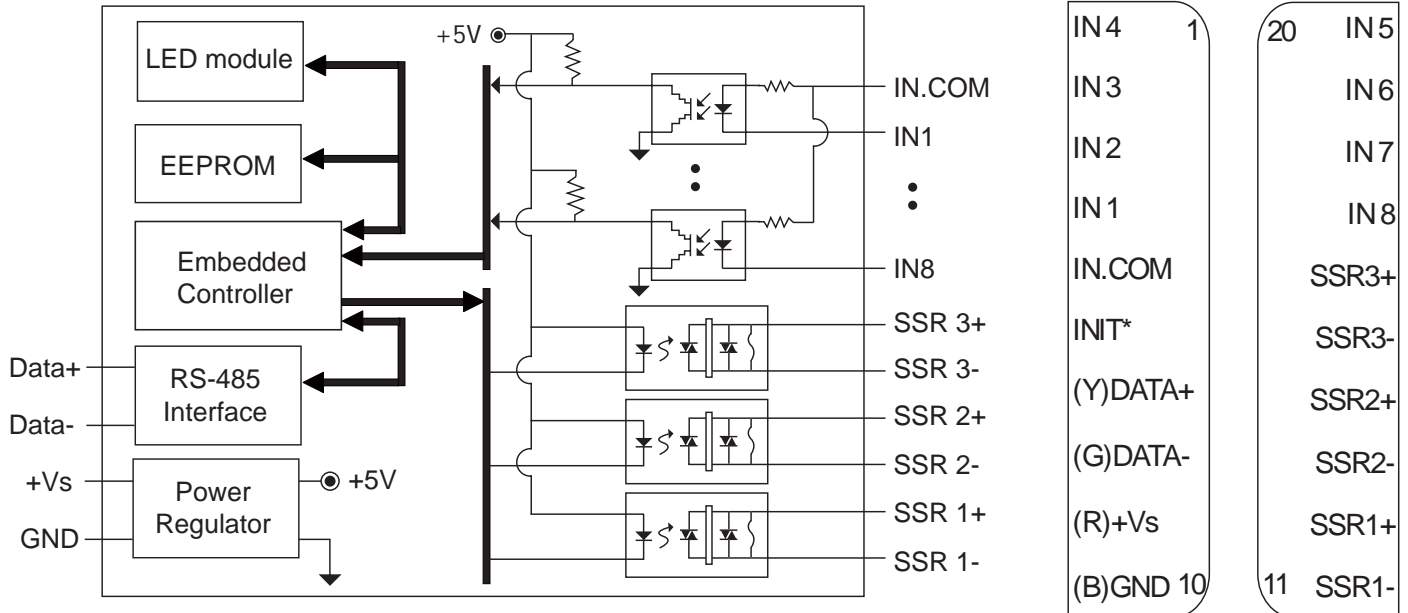 LED module
EEPROM
Embedded
Controller
RS-485
Interface
Power
Regulator
Data+
Data-
+Vs
GND
+5V
+5V
IN.COM
IN1
IN8
SSR 3+
SSR 3-
SSR 2+
SSR 2-
SSR 1+
SSR 1-
IN4 1
IN3
IN2
IN1
IN.COM
INIT*
(Y)DATA+
(G)DATA-
(R)+Vs
(B)GND 10
20 IN5
IN6
IN7
IN8
SSR3+
SSR3-
SSR2+
SSR2-
SSR1+
11 SSR1-